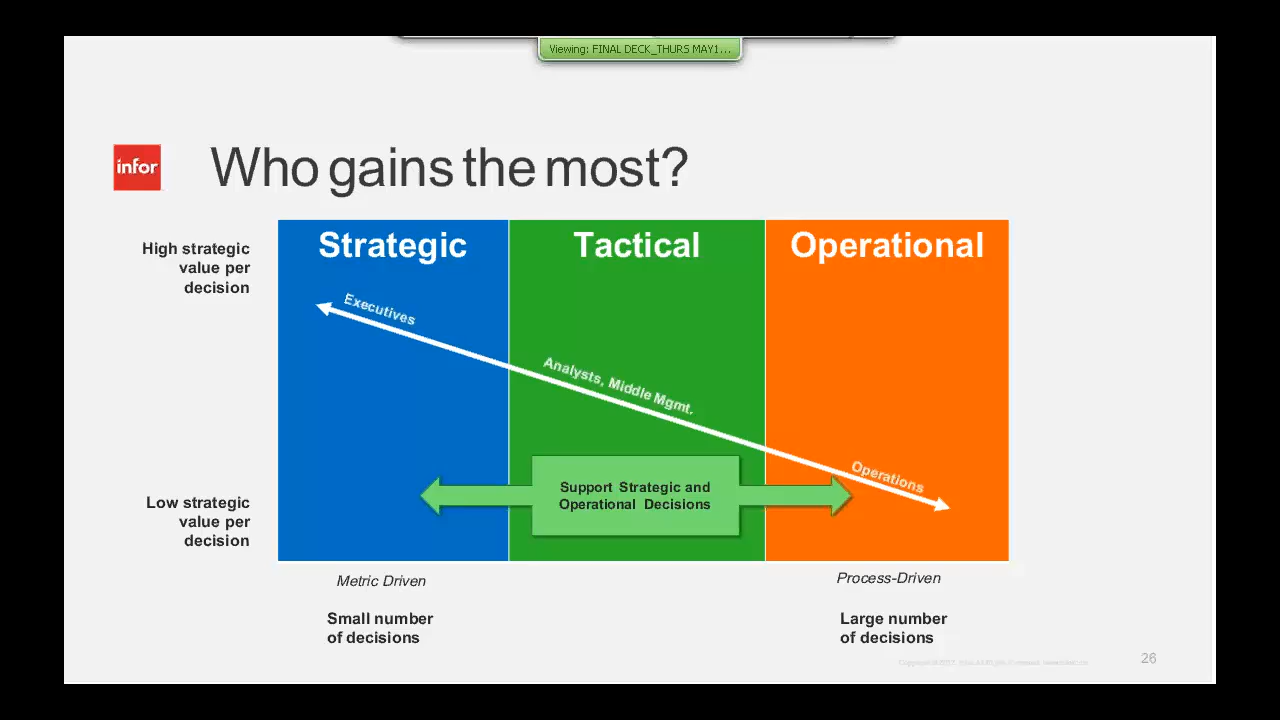 Viewing: FINAL DECK_THURS MAY1...
infor
Who gains the most?
High strategic
value per
decision
Strategic
Tactical
Operational
Executives
Analysts, Middle Mgmt.
Operations
Support Strategic and
Operational Decisions
Low strategic
value per
decision
Metric Driven
Process-Driven
Small number
of decisions
Large number
of decisions
26